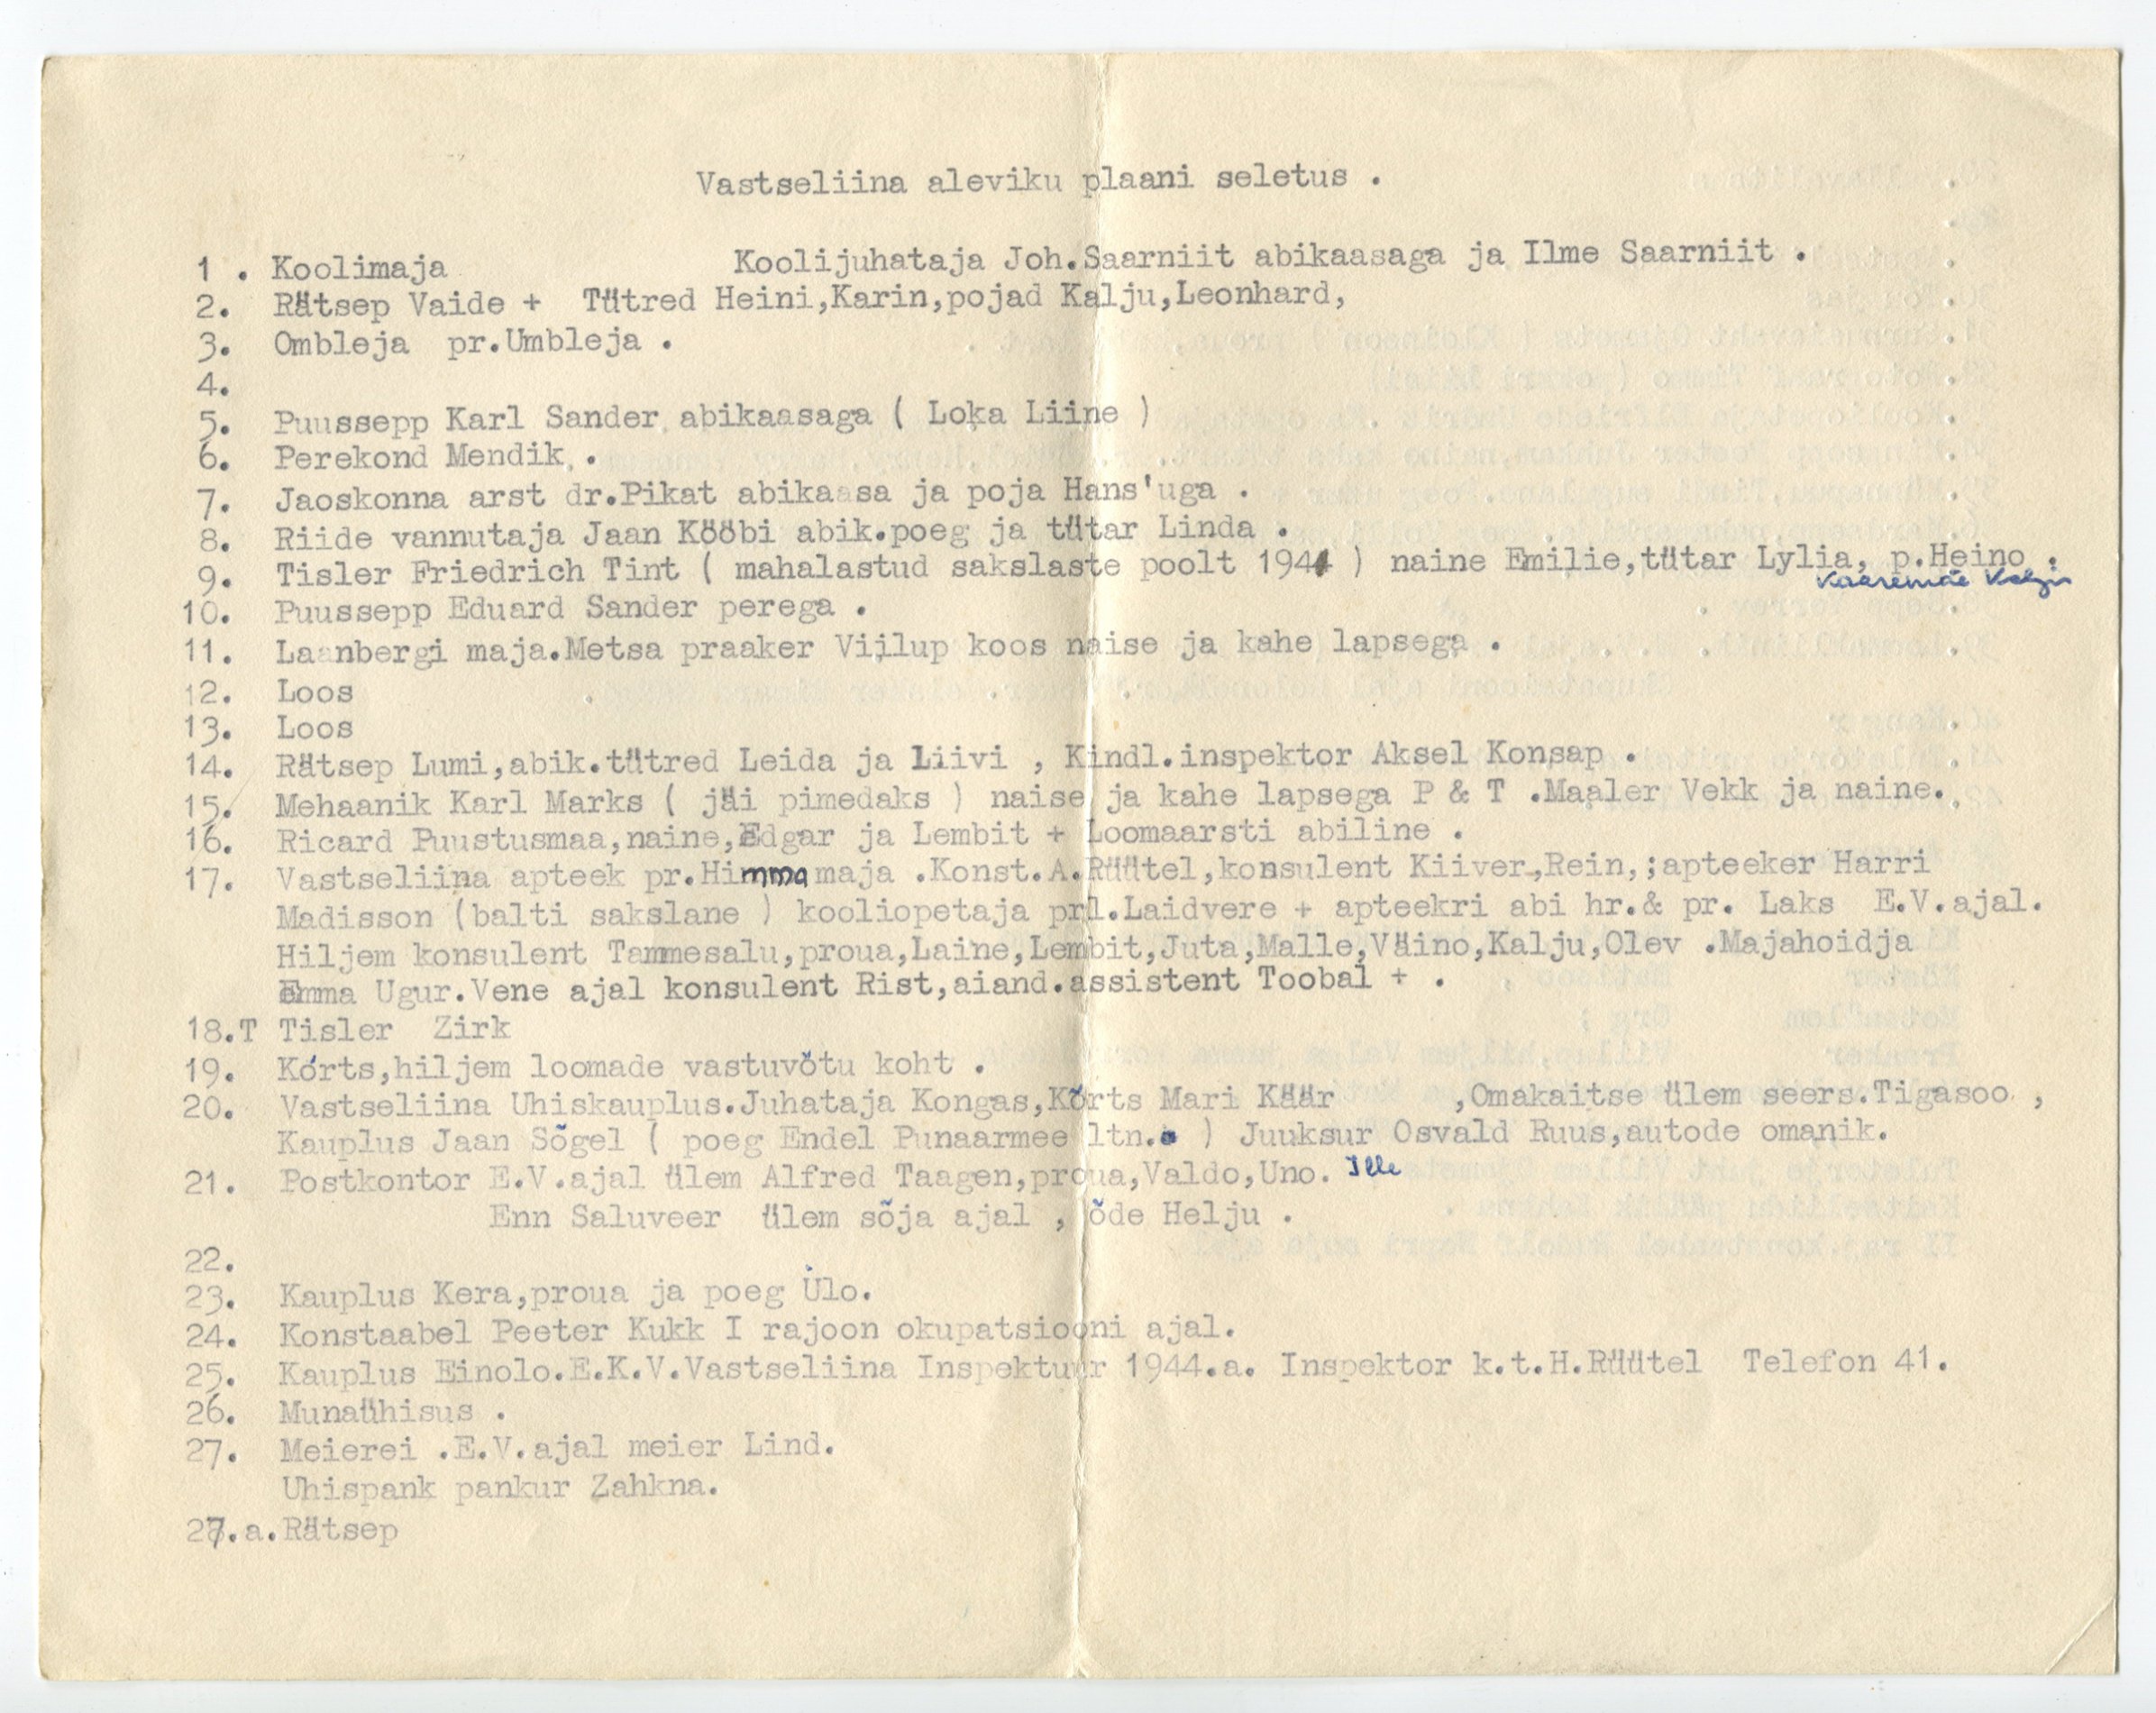 Vastseliina aleviku plaani seletus .
1 . Koolimaja Koolijuhataja Joh.Saarniit abikaasaga ja Ilme Saarniit .
2. Rätsep Vaide + Tütred Heini,Karin,pojad Kalju,Leonhard,
3. Ombleja pr.Umbleja .
4.
5. Puussepp Karl Sander abikaasaga ( Loka Liine )
6. Perekond Mendik .
7. Jaoskonna arst dr.Pikat abikaasa ja poja Hans'uga .
8. Riide vannutaja Jaan Kööbi abik.poeg ja tütar Linda .
9. Tisler Friedrich Tint ( mahalastud sakslaste poolt 1941 ) naine Emilie,tütar Lylia, p.Heino .
Kaaremäe Kalju
10. Puussepp Eduard Sander perega .
11. Laanbergi maja.Metsa praaker Viilup koos naise ja kahe lapsega .
12. Loos
13. Loos
14. Rätsep Lumi,abik.tütred Leida ja Liivi , Kindl.inspektor Aksel Konsap .
15. Mehaanik Karl Marks ( jäi pimedaks ) naise ja kahe lapsega P & T .Maaler Vekk ja naine.
16. Ricard Puustusmaa,naine,Edgar ja Lembit + Loomaarsti abiline .
17. Vastseliina apteek pr.Himma maja .Konst.A.Rüütel,konsulent Kiiver,Rein,;apteeker Harri
Madisson (balti sakslane ) kooliopetaja prl.Laidvere + apteekri abi hr.& pr. Laks E.V.ajal.
Hiljem konsulent Tammesalu,proua,Laine,Lembit,Juta,Malle,Väino,Kalju,Olev .Majahoidja
Emma Ugur.Vene ajal konsulent Rist,aiand.assistent Toobal + .
18.T Tisler Zirk
19. Kõrts,hiljem loomade vastuvõtu koht .
20. Vastseliina Uhiskauplus.Juhataja Kongas,Kõrts Mari Käär ,Omakaitse ülem seers.Tigasoo ,
Kauplus Jaan Sõgel ( poeg Endel Punaarmee ltn. ) Juuksur Osvald Ruus,autode omanik.
21. Postkontor E.V.ajal ülem Alfred Taagen,proua,Valdo,Uno. Ille
Enn Saluveer ülem sõja ajal , õde Helju .
22.
23. Kauplus Kera,proua ja poeg Ülo.
24. Konstaabel Peeter Kukk I rajoon okupatsiooni ajal.
25. Kauplus Einolo.E.K.V.Vastseliina Inspektuur 1944.a. Inspektor k.t.H.Rüütel Telefon 41.
26. Munaühisus .
27. Meierei .E.V.ajal meier Lind.
Uhispank pankur Zahkna.
27.a.Rätsep